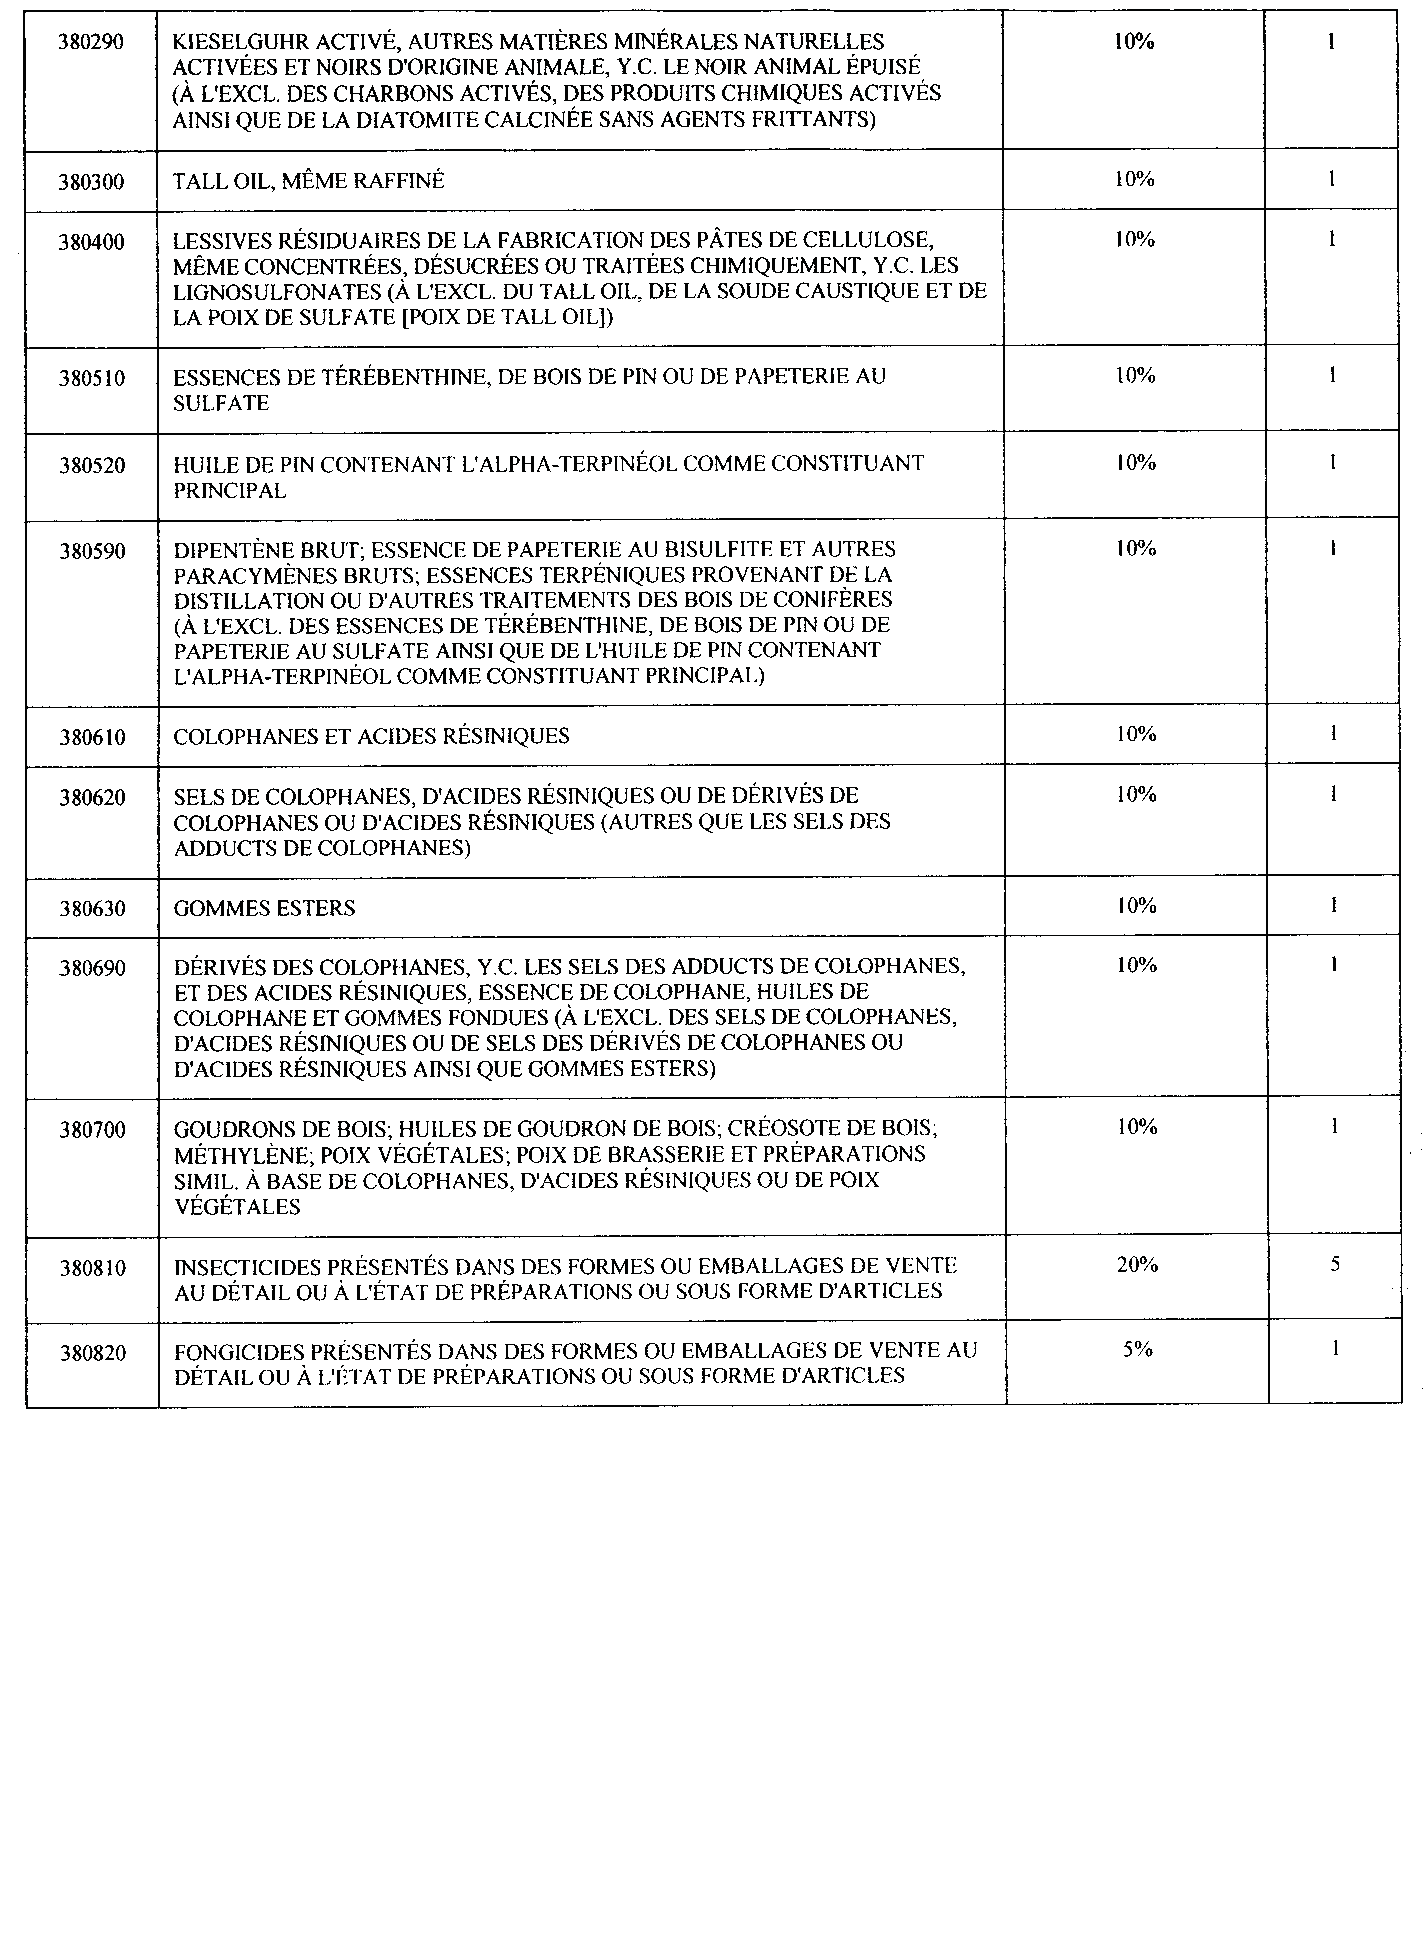 380290 KIESELGUHR ACTIVÉ, AUTRES MATIÈRES MINÉRALES NATURELLES 10% 1
ACTIVÉES ET NOIRS D'ORIGINE ANIMALE, Y.C. LE NOIR ANIMAL ÉPUISÉ
(À L'EXCL. DES CHARBONS ACTIVÉS, DES PRODUITS CHIMIQUES ACTIVÉS
AINSI QUE DE LA DIATOMITE CALCINÉE SANS AGENTS FRITTANTS)
380300 TALL OIL, MÊME RAFFINÉ 10% 1
380400 LESSIVES RÉSIDUAIRES DE LA FABRICATION DES PÂTES DE CELLULOSE, 10% 1
MÊME CONCENTRÉES, DÉSUCRÉES OU TRAITÉES CHIMIQUEMENT, Y.C. LES
LIGNOSULFONATES (À L'EXCL. DU TALL OIL, DE LA SOUDE CAUSTIQUE ET DE
LA POIX DE SULFATE [POIX DE TALL OIL])
380510 ESSENCES DE TÉRÉBENTHINE, DE BOIS DE PIN OU DE PAPETERIE AU 10% 1
SULFATE
380520 HUILE DE PIN CONTENANT L'ALPHA-TERPINÉOL COMME CONSTITUANT 10% 1
PRINCIPAL
380590 DIPENTÈNE BRUT; ESSENCE DE PAPETERIE AU BISULFITE ET AUTRES 10% 1
PARACYMÈNES BRUTS; ESSENCES TERPÉNIQUES PROVENANT DE LA
DISTILLATION OU D'AUTRES TRAITEMENTS DES BOIS DE CONIFÈRES
(À L'EXCL. DES ESSENCES DE TÉRÉBENTHINE, DE BOIS DE PIN OU DE
PAPETERIE AU SULFATE AINSI QUE DE L'HUILE DE PIN CONTENANT
L'ALPHA-TERPINÉOL COMME CONSTITUANT PRINCIPAL)
380610 COLOPHANES ET ACIDES RÉSINIQUES 10% 1
380620 SELS DE COLOPHANES, D'ACIDES RÉSINIQUES OU DE DÉRIVÉS DE 10% 1
COLOPHANES OU D'ACIDES RÉSINIQUES (AUTRES QUE LES SELS DES
ADDUCTS DE COLOPHANES)
380630 GOMMES ESTERS 10% 1
380690 DÉRIVÉS DES COLOPHANES, Y.C. LES SELS DES ADDUCTS DE COLOPHANES, 10% 1
ET DES ACIDES RÉSINIQUES, ESSENCE DE COLOPHANE, HUILES DE
COLOPHANE ET GOMMES FONDUES (À L'EXCL. DES SELS DE COLOPHANES,
D'ACIDES RÉSINIQUES OU DE SELS DES DÉRIVÉS DE COLOPHANES OU
D'ACIDES RÉSINIQUES AINSI QUE GOMMES ESTERS)
380700 GOUDRONS DE BOIS; HUILES DE GOUDRON DE BOIS; CRÉOSOTE DE BOIS; 10% 1
MÉTHYLÈNE; POIX VÉGÉTALES; POIX DE BRASSERIE ET PRÉPARATIONS
SIMIL. À BASE DE COLOPHANES, D'ACIDES RÉSINIQUES OU DE POIX
VÉGÉTALES
380810 INSECTICIDES PRÉSENTÉS DANS DES FORMES OU EMBALLAGES DE VENTE 20% 5
AU DÉTAIL OU À L'ÉTAT DE PRÉPARATIONS OU SOUS FORME D'ARTICLES
380820 FONGICIDES PRÉSENTÉS DANS DES FORMES OU EMBALLAGES DE VENTE AU 5% 1
DÉTAIL OU À L'ÉTAT DE PRÉPARATIONS OU SOUS FORME D'ARTICLES